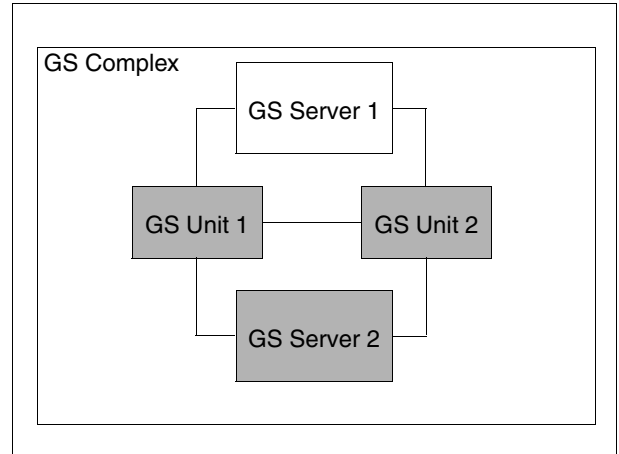 GS Complex
GS Server 1
GS Unit 1
GS Unit 2
GS Server 2